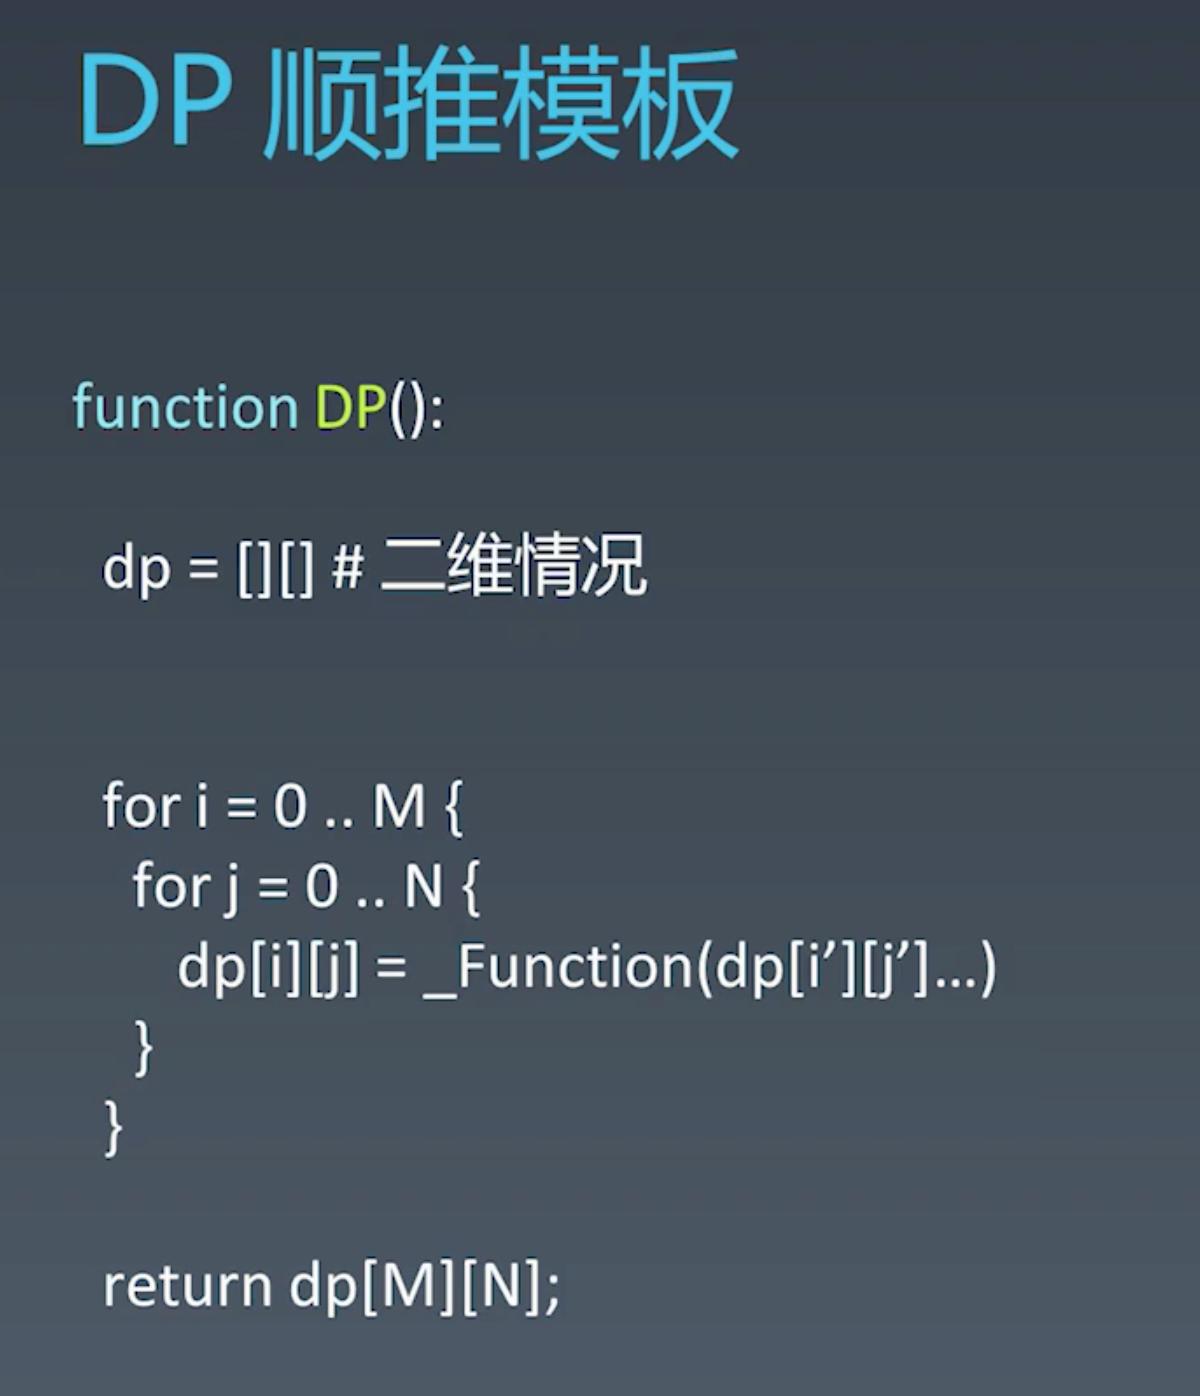 DP 顺推模板
function DP():
dp = [][] # 二维情况
for i = 0 .. M {
for j = 0 .. N {
dp[i][j] = _Function(dp[i’][j’]...)
}
}
return dp[M][N];